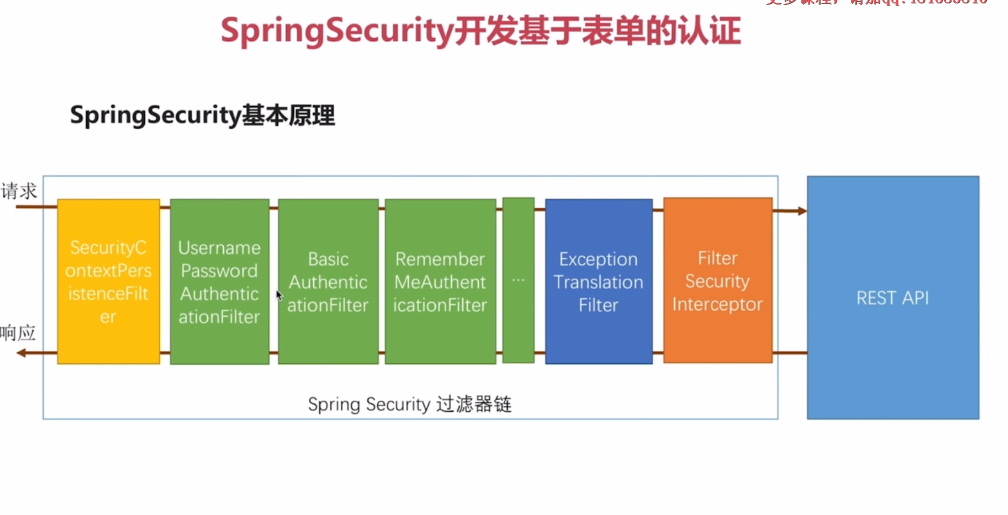 SpringSecurity开发基于表单的认证
SpringSecurity基本原理
请求
SecurityC
ontextPers
istenceFilt
er
Username
Password
Authentic
ationFilter
Basic
Authentic
ationFilter
Remember
MeAuthent
icationFilter
...
Exception
Translation
Filter
Filter
Security
Interceptor
REST API
响应
Spring Security 过滤器链